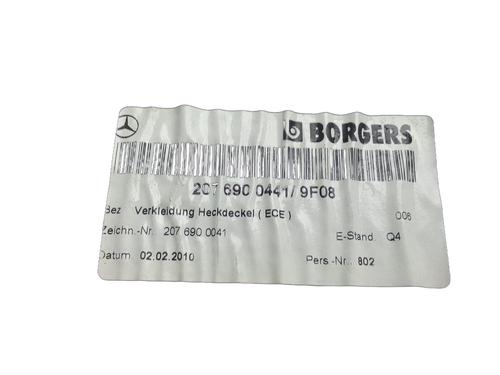 BORGERS
207 690 0441/ 9F08
Bez Verkleidung Heckdeckel ( ECE ) O08
Zeichn.-Nr. 207 690 0041 E-Stand Q4
Datum 02.02.2010 Pers.-Nr.. 802